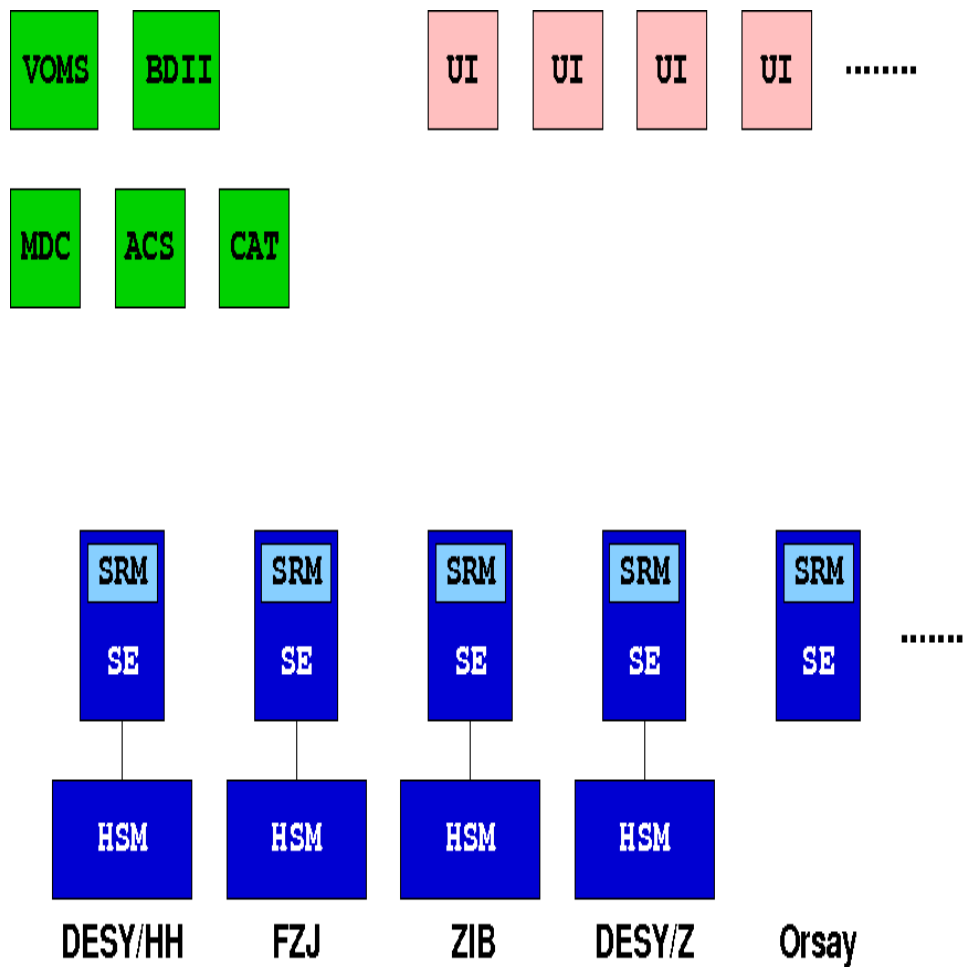 VOMS BDII UI UI UI UI ........
MDC ACS CAT
SRM SRM SRM SRM SRM
SE SE SE SE SE .......
HSM HSM HSM HSM
DESY/HH FZJ ZIB DESY/Z Orsay